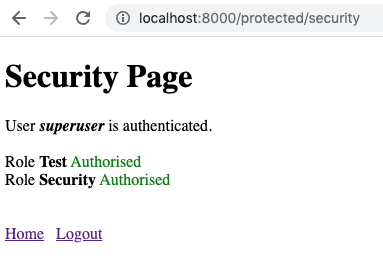 localhost:8000/protected/security
Security Page
User superuser is authenticated.
Role Test Authorised
Role Security Authorised
Home Logout